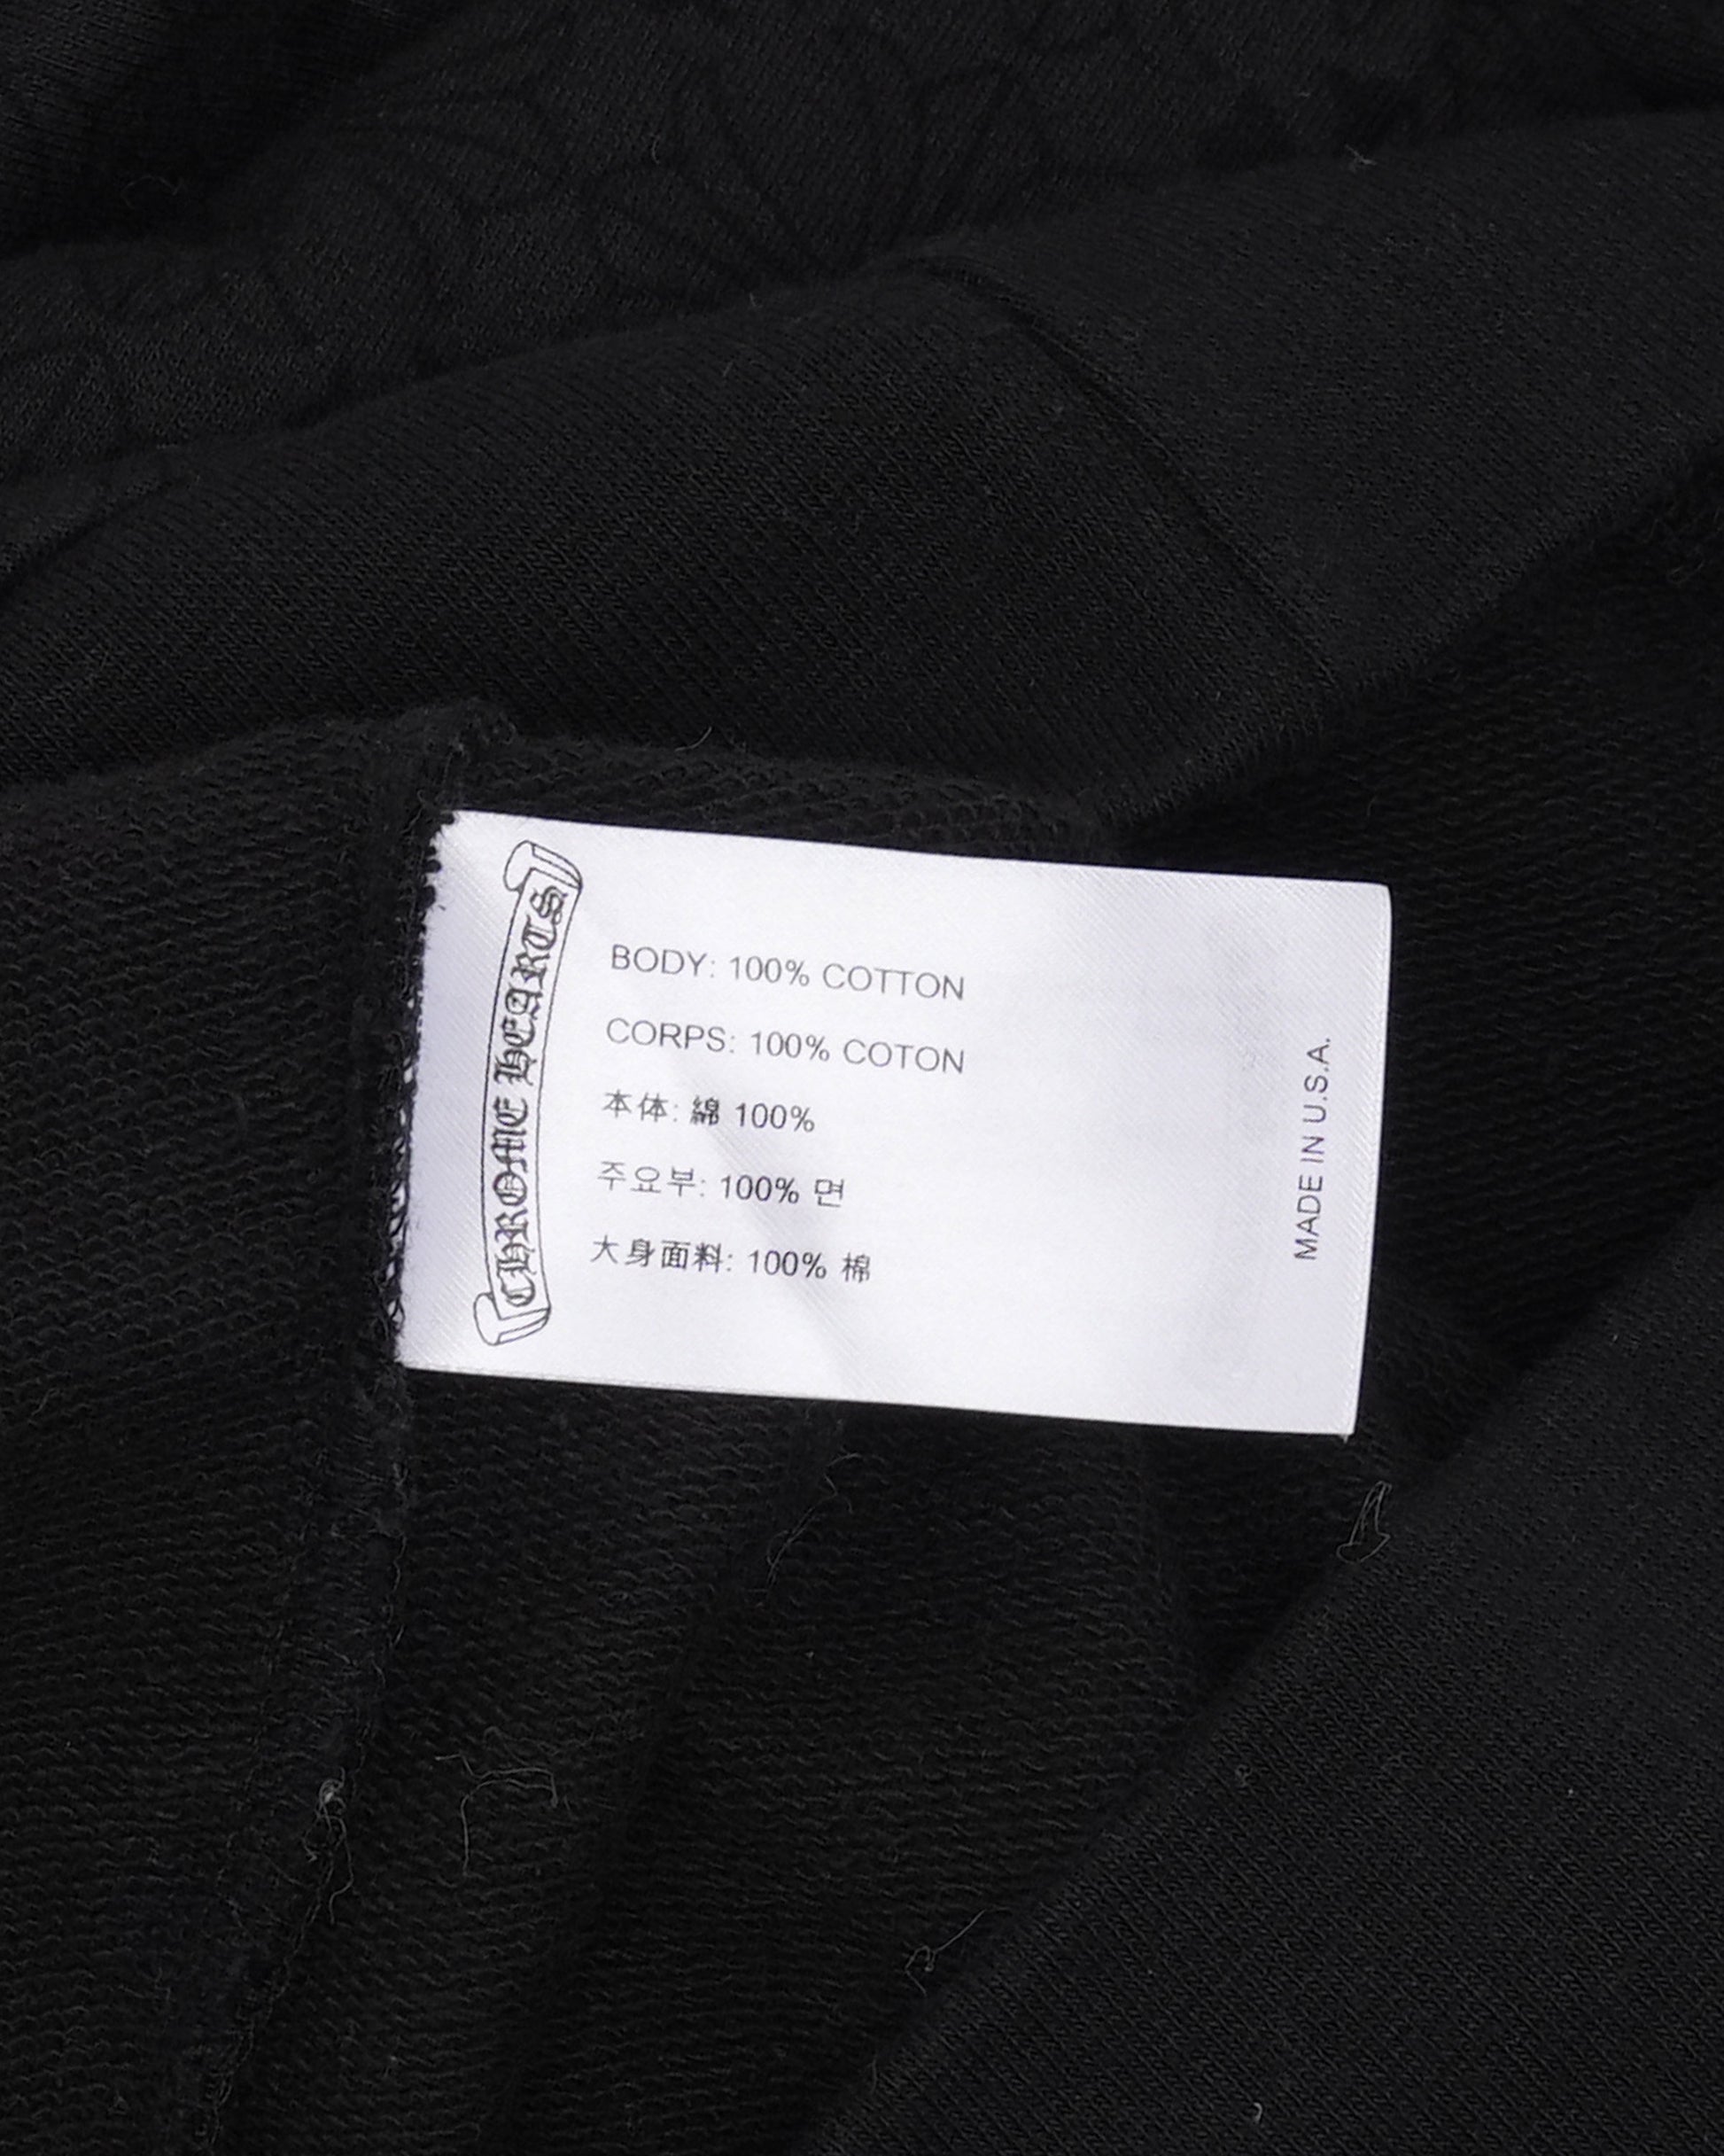 CHROME HEARTS
BODY: 100% COTTON
CORPS: 100% COTON
本体: 綿 100%
주요부: 100% 면
大身面料: 100% 棉
MADE IN U.S.A.